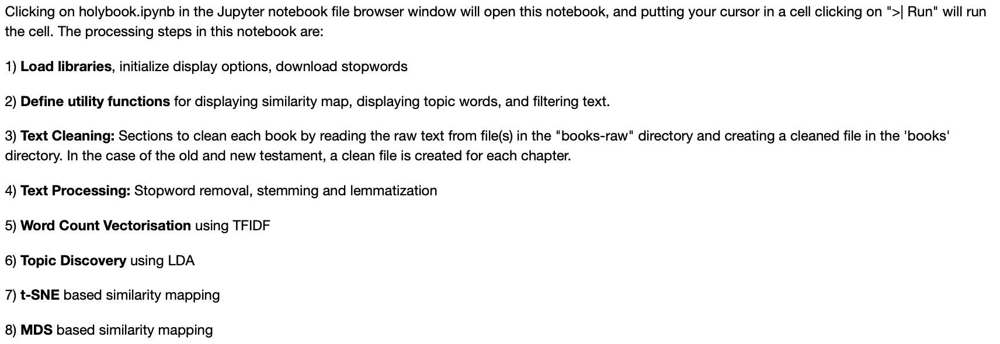 Clicking on holybook.ipynb in the Jupyter notebook file browser window will open this notebook, and putting your cursor in a cell clicking on ">| Run" will run
the cell. The processing steps in this notebook are:
1) Load libraries, initialize display options, download stopwords
2) Define utility functions for displaying similarity map, displaying topic words, and filtering text.
3) Text Cleaning: Sections to clean each book by reading the raw text from file(s) in the "books-raw" directory and creating a cleaned file in the 'books'
directory. In the case of the old and new testament, a clean file is created for each chapter.
4) Text Processing: Stopword removal, stemming and lemmatization
5) Word Count Vectorisation using TFIDF
6) Topic Discovery using LDA
7) t-SNE based similarity mapping
8) MDS based similarity mapping